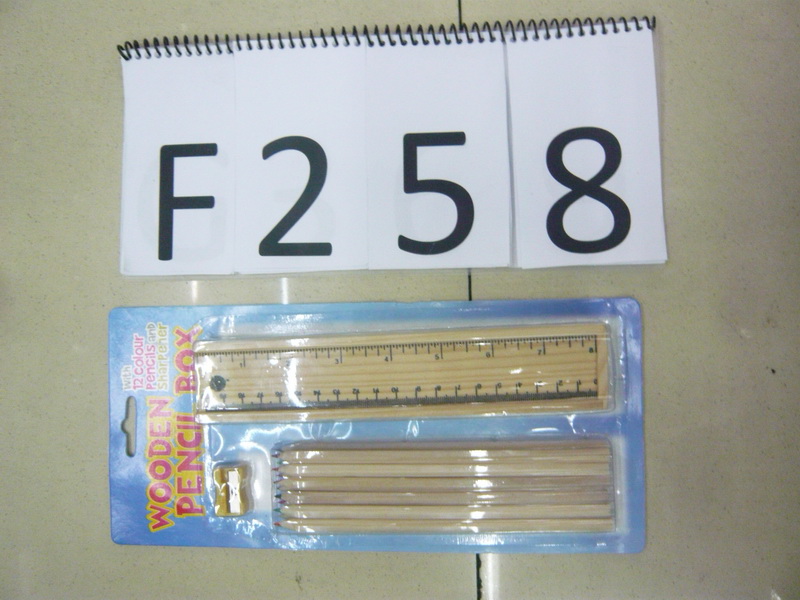 F258
WOODEN
PENCIL BOX
WITH
12 Colour
Pencils and
Sharpener